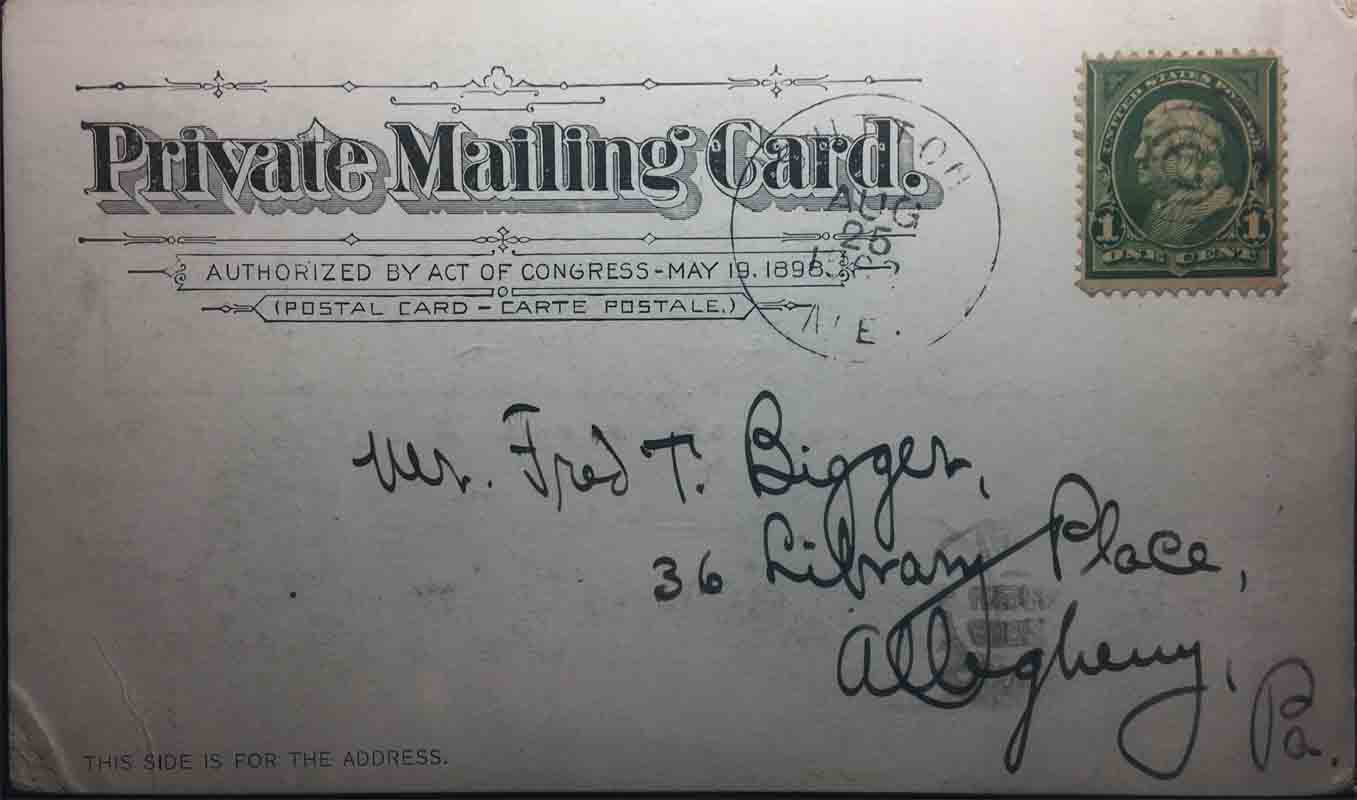 Private Mailing Card.
AUTHORIZED BY ACT OF CONGRESS-MAY 19.1898.
(POSTAL CARD - CARTE POSTALE.)
AUG
25
UNITED STATES POSTAGE
1 1
ONE CENT
Mr. Fred T. Bigger,
36 Library Place,
Allegheny,
Pa.
THIS SIDE IS FOR THE ADDRESS.